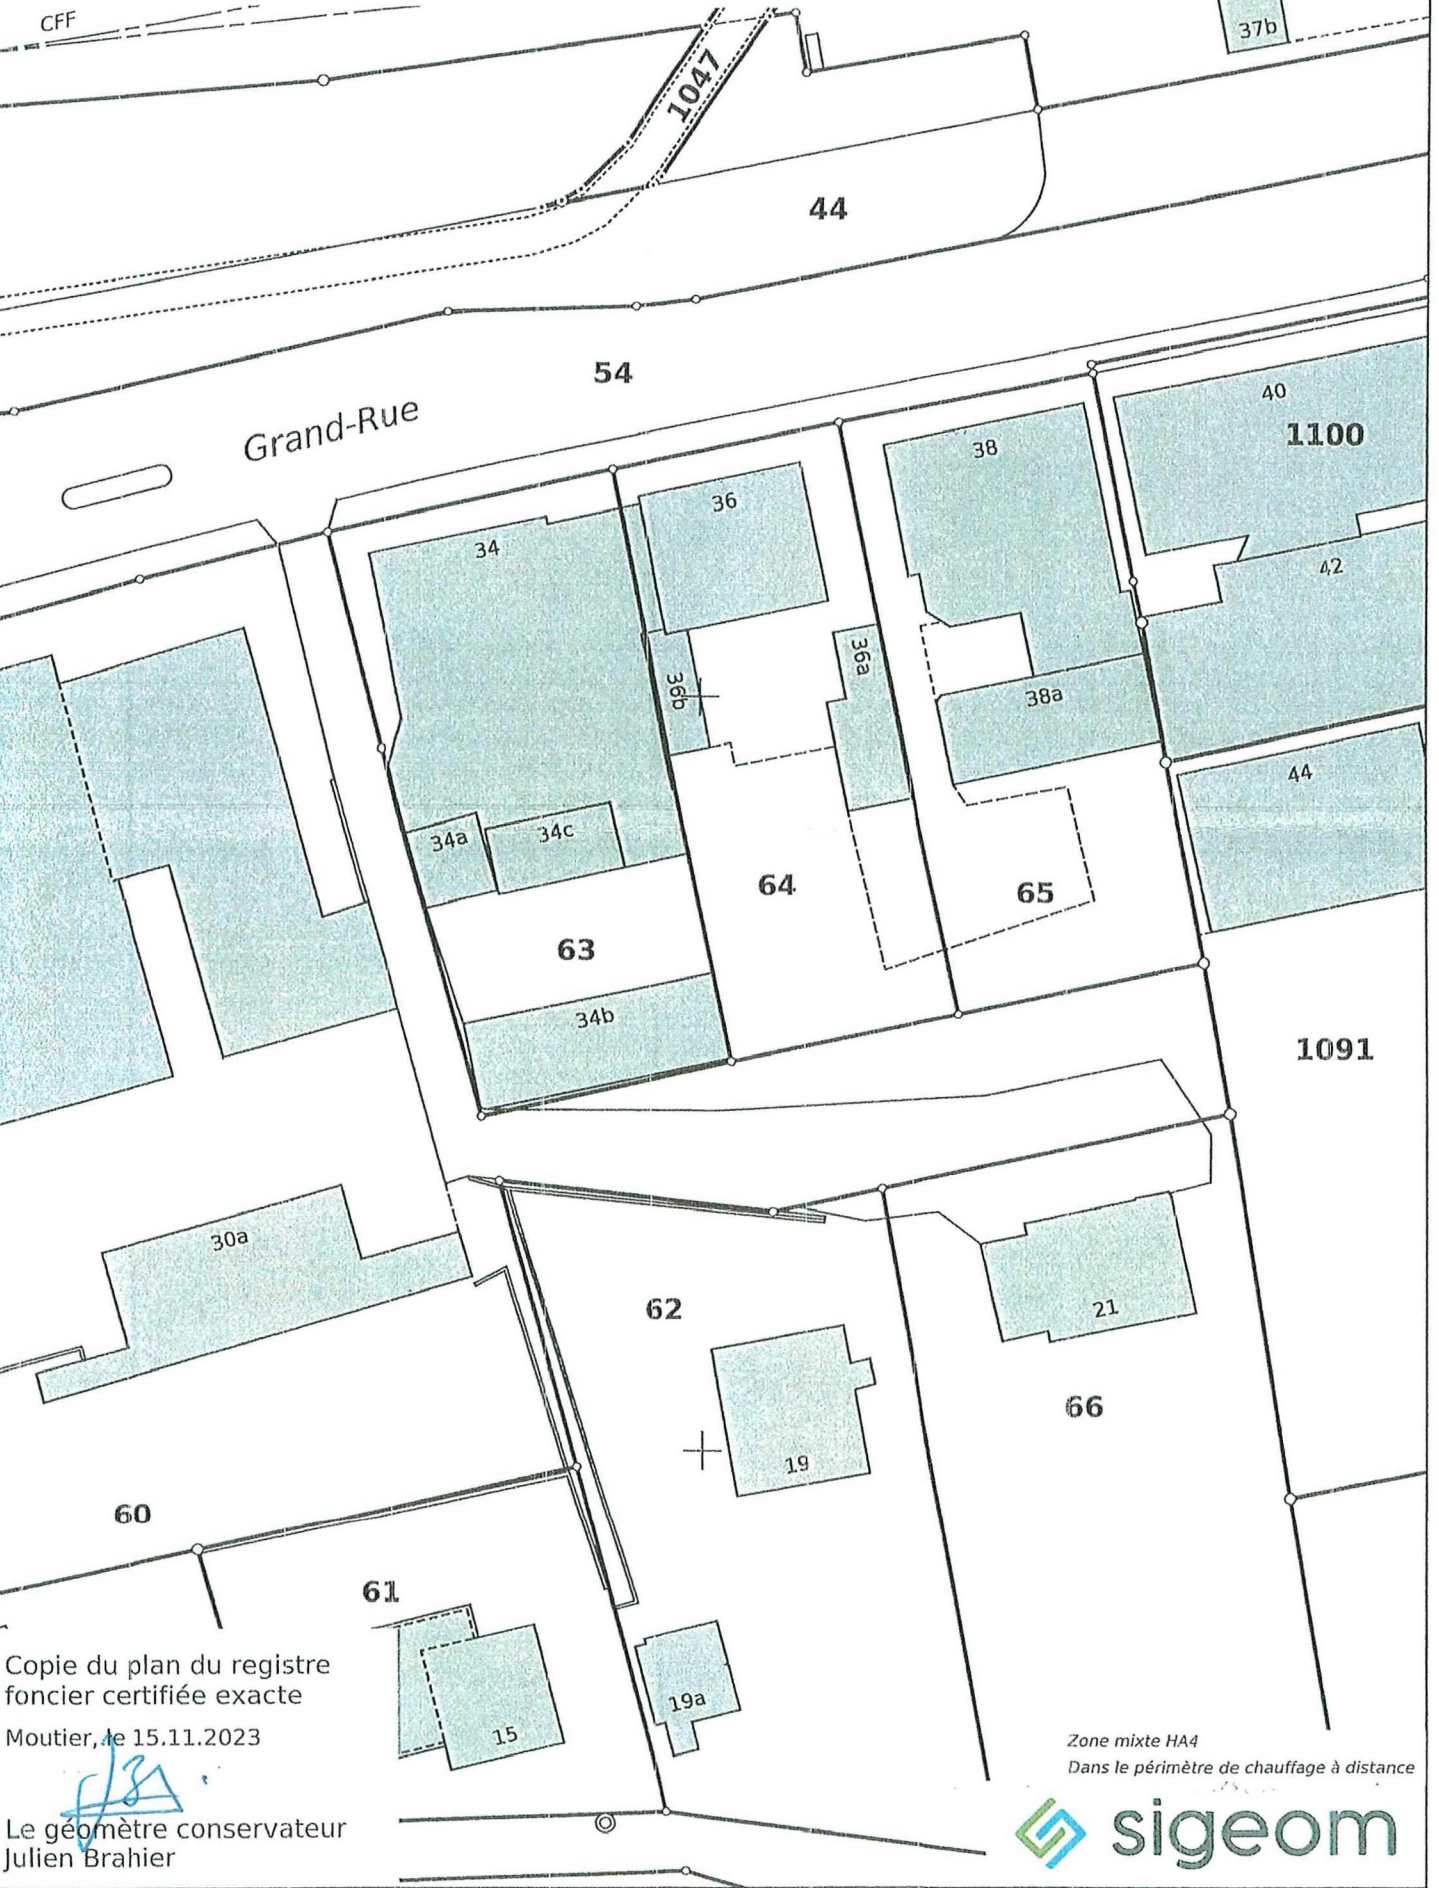 CFF
37b
1047
44
54
Grand-Rue
40
1100
38
36
34
42
36a
36b
38a
44
34a
34c
64
65
63
34b
1091
30a
62
21
66
19
60
61
19a
15
Copie du plan du registre
foncier certifiée exacte
Moutier, le 15.11.2023
Le géomètre conservateur
Julien Brahier
Zone mixte HA4
Dans le périmètre de chauffage à distance
sigeom